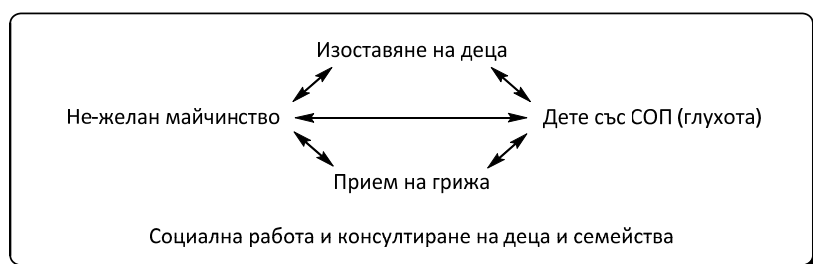 Изоставяне на деца
Не-желан майчинство
Дете със СОП (глухота)
Прием на грижа
Социална работа и консултиране на деца и семейства